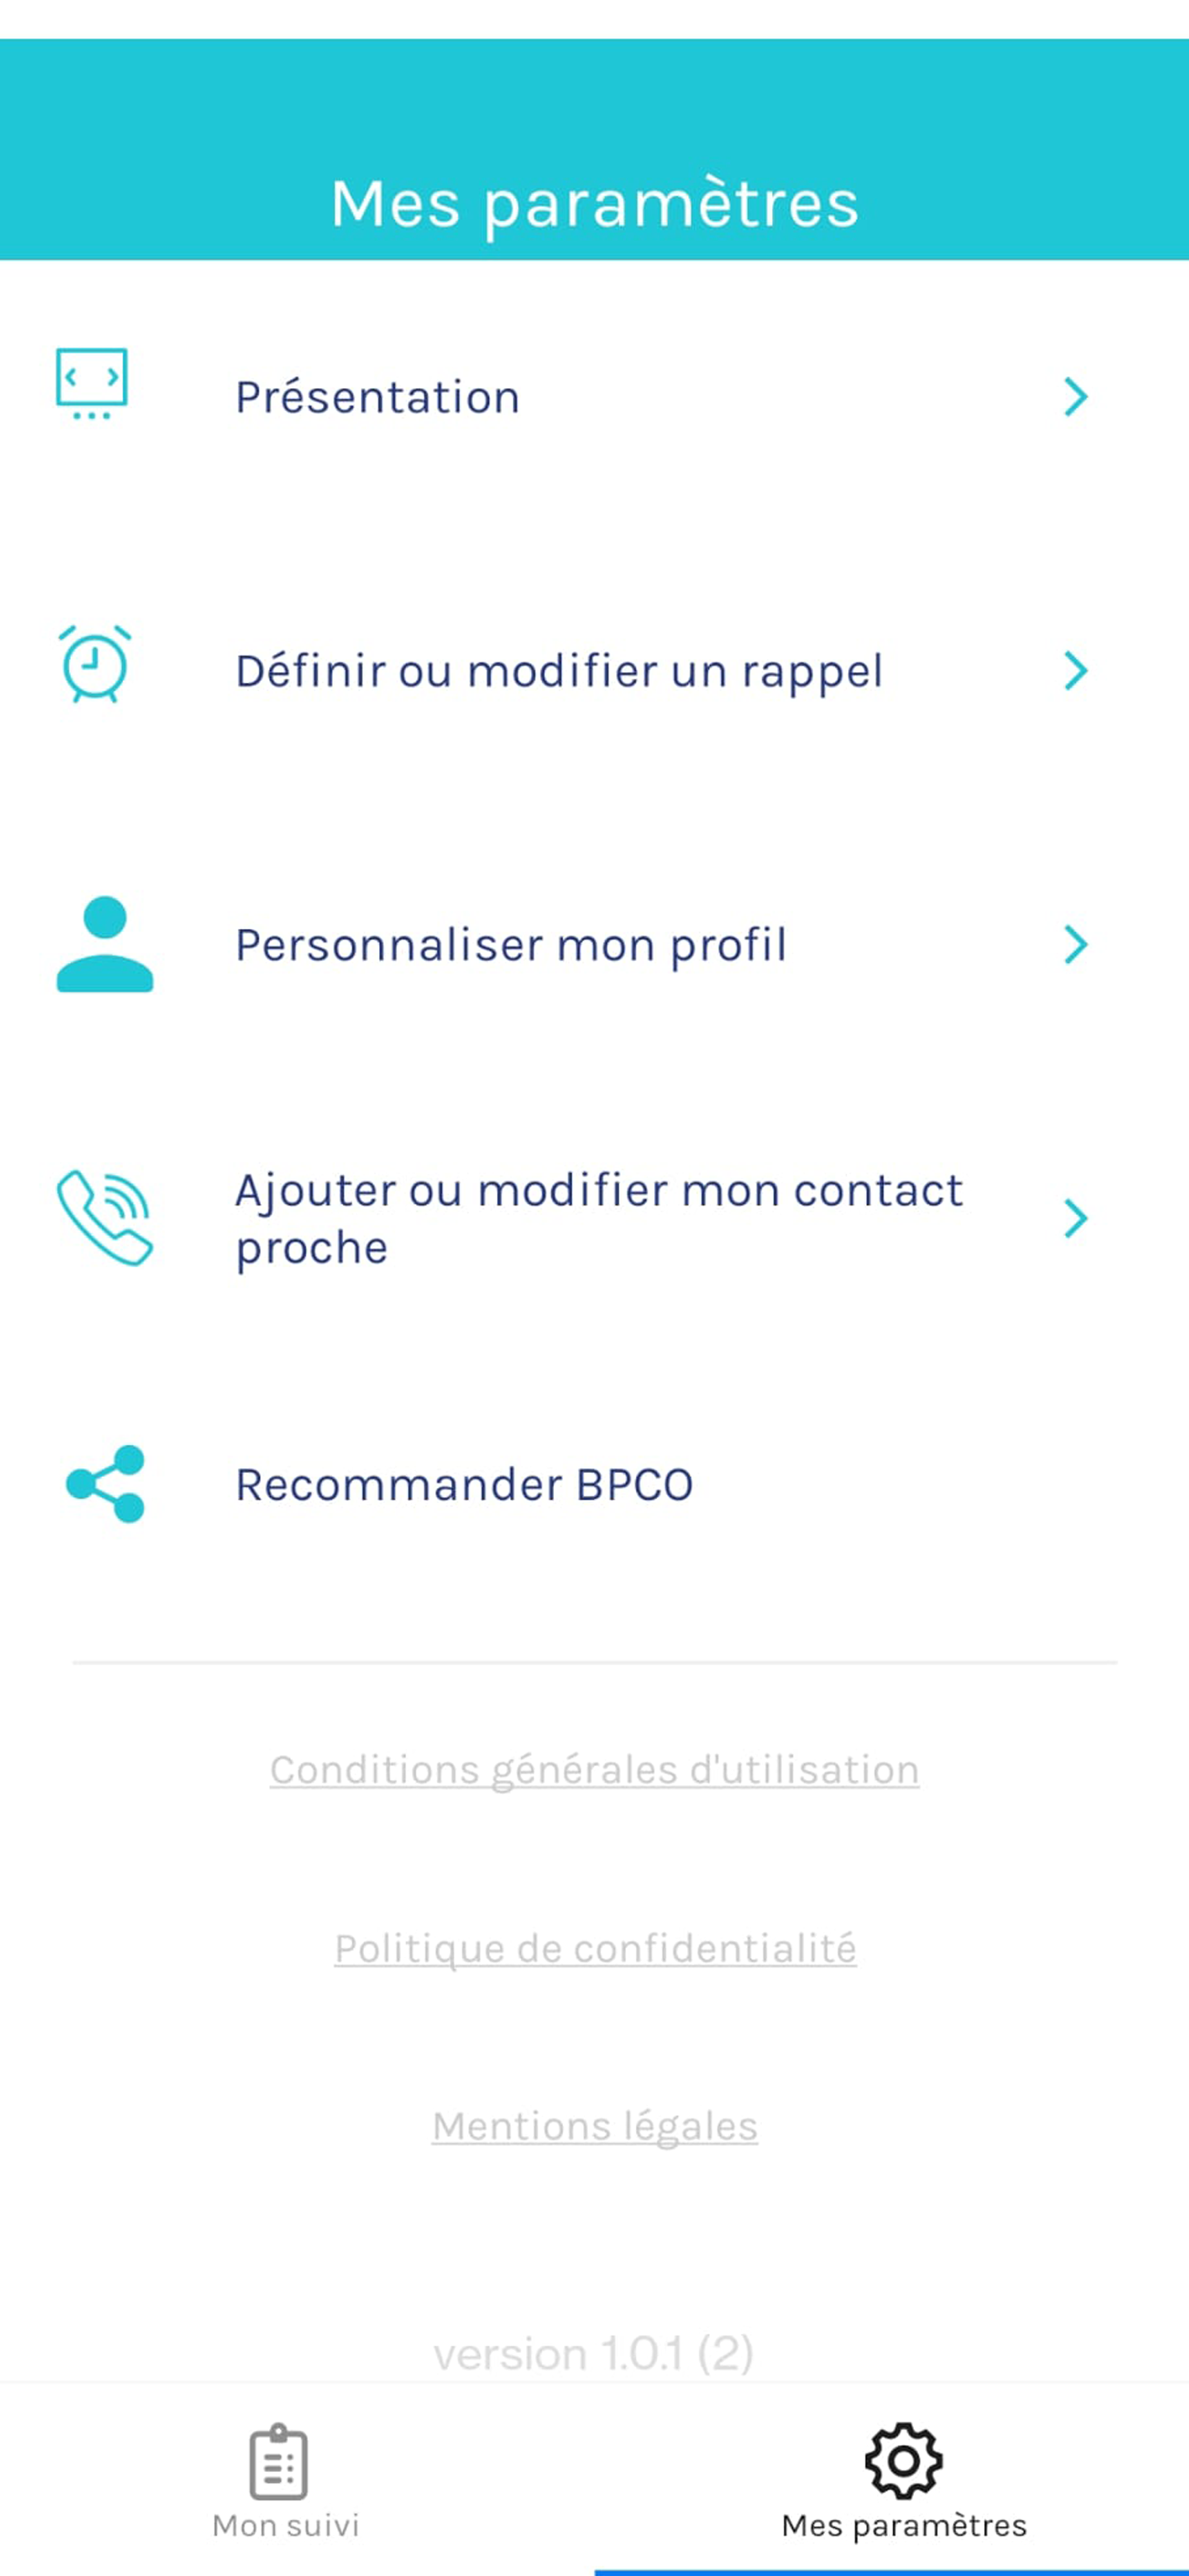 Mes paramètres
Présentation
Définir ou modifier un rappel
Personnaliser mon profil
Ajouter ou modifier mon contact
proche
Recommander BPCO
Conditions générales d'utilisation
Politique de confidentialité
Mentions légales
version 1.0.1 (2)
Mon suivi
Mes paramètres